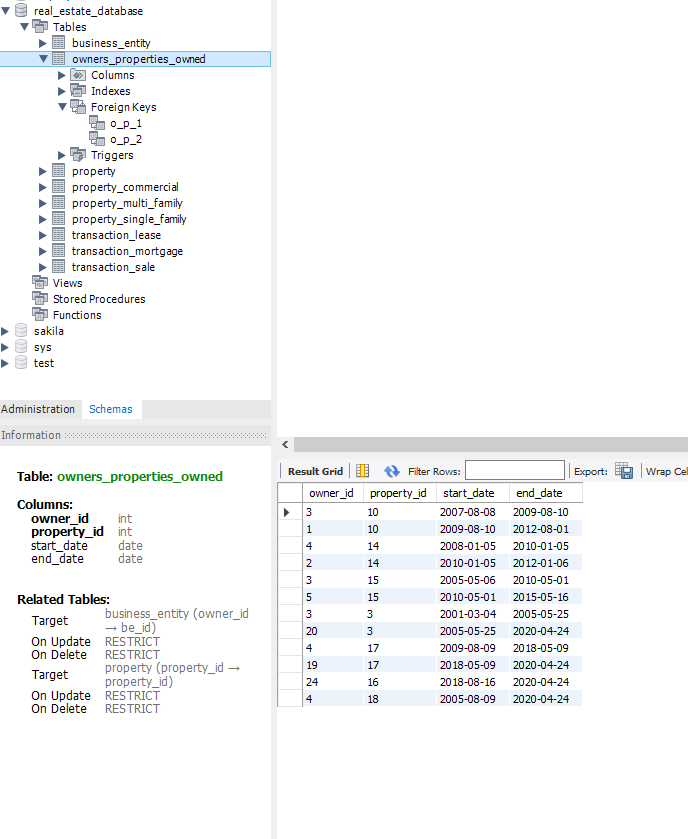 real_estate_database
Tables
business_entity
owners_properties_owned
Columns
Indexes
Foreign Keys
o_p_1
o_p_2
Triggers
property
property_commercial
property_multi_family
property_single_family
transaction_lease
transaction_mortgage
transaction_sale
Views
Stored Procedures
Functions
sakila
sys
test
Administration Schemas
Information
Table: owners_properties_owned
Columns:
owner_id int
property_id int
start_date date
end_date date
Related Tables:
Target business_entity (owner_id
→ be_id)
On Update RESTRICT
On Delete RESTRICT
Target property (property_id →
property_id)
On Update RESTRICT
On Delete RESTRICT
Result Grid Filter Rows: Export: Wrap Cel
owner_id property_id start_date end_date
3 10 2007-08-08 2009-08-10
1 10 2009-08-10 2012-08-01
4 14 2008-01-05 2010-01-05
2 14 2010-01-05 2012-01-06
3 15 2005-05-06 2010-05-01
5 15 2010-05-01 2015-05-16
3 3 2001-03-04 2005-05-25
20 3 2005-05-25 2020-04-24
4 17 2009-08-09 2018-05-09
19 17 2018-05-09 2020-04-24
24 16 2018-08-16 2020-04-24
4 18 2005-08-09 2020-04-24